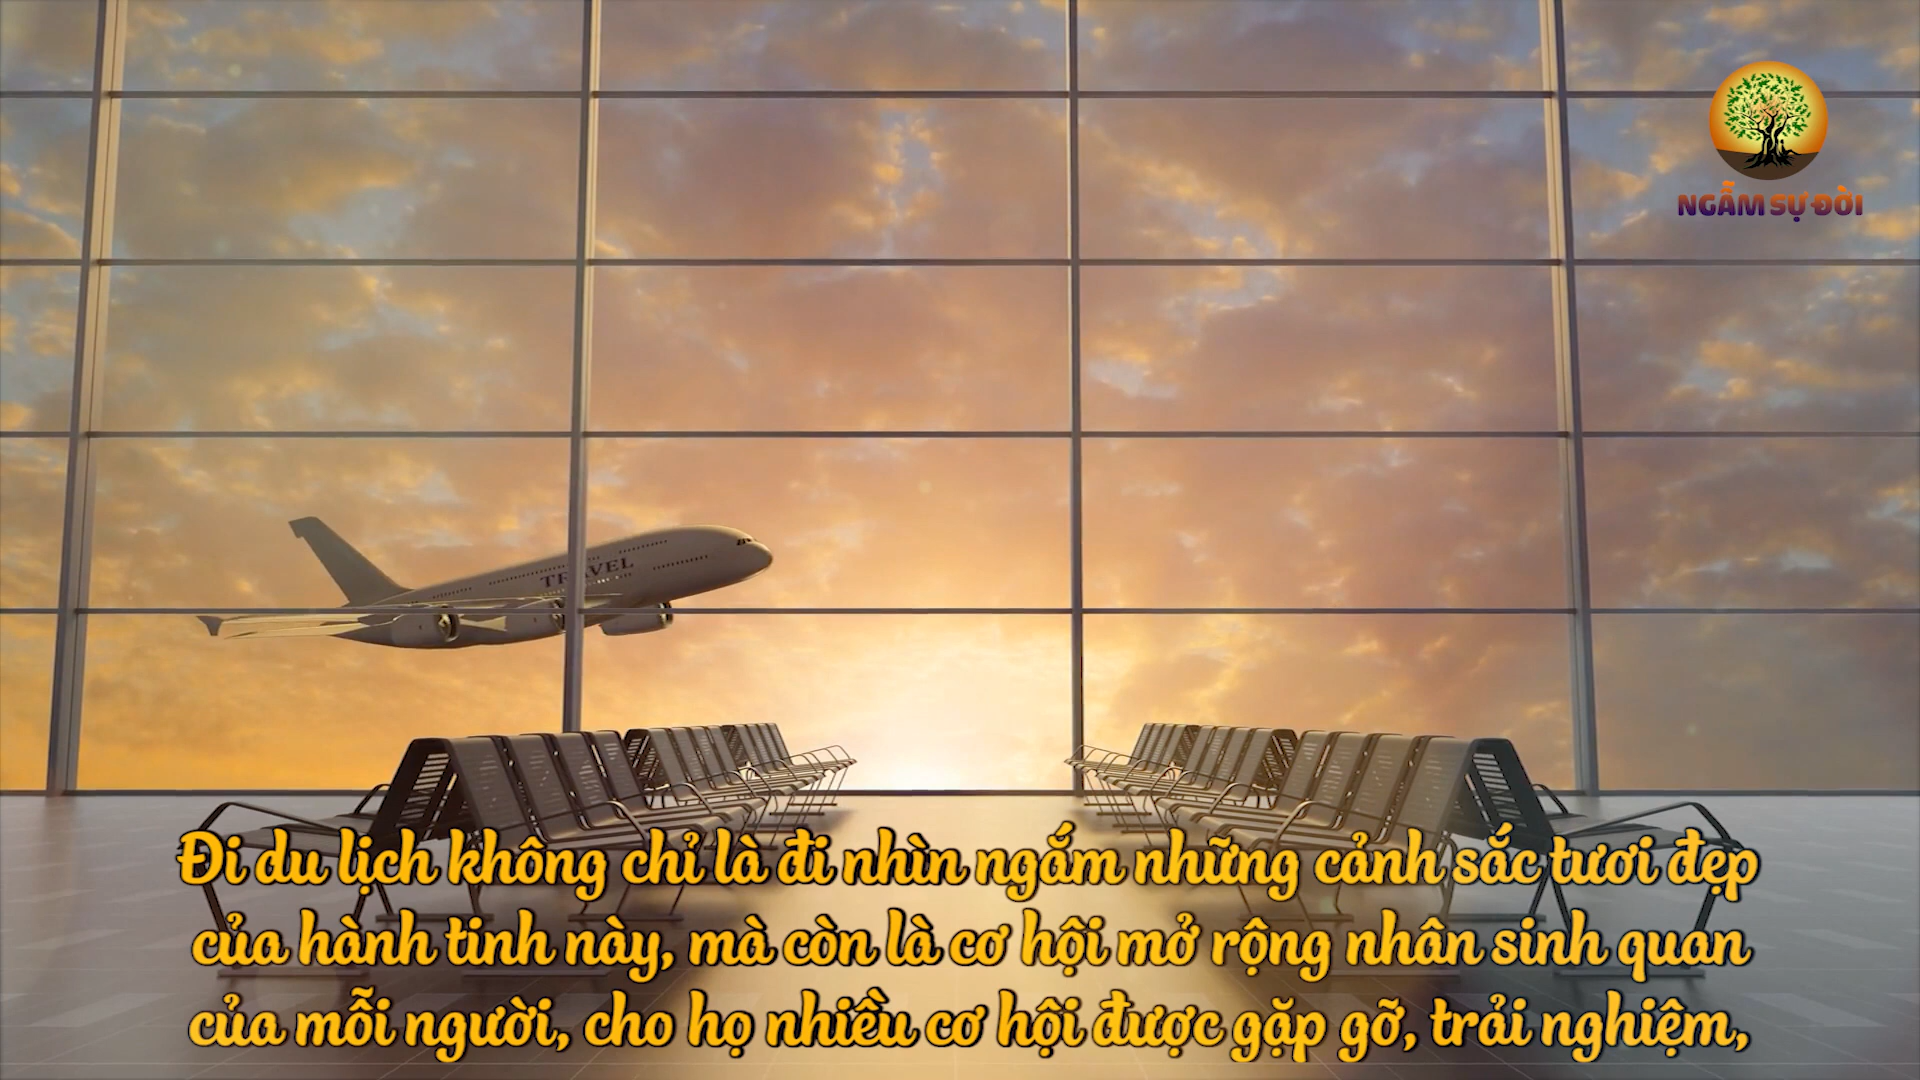 NGẪM SỰ ĐỜI
TRAVEL
Đi du lịch không chỉ là đi nhìn ngắm những cảnh sắc tươi đẹp
của hành tinh này, mà còn là cơ hội mở rộng nhân sinh quan
của mỗi người, cho họ nhiều cơ hội được gặp gỡ, trải nghiệm,